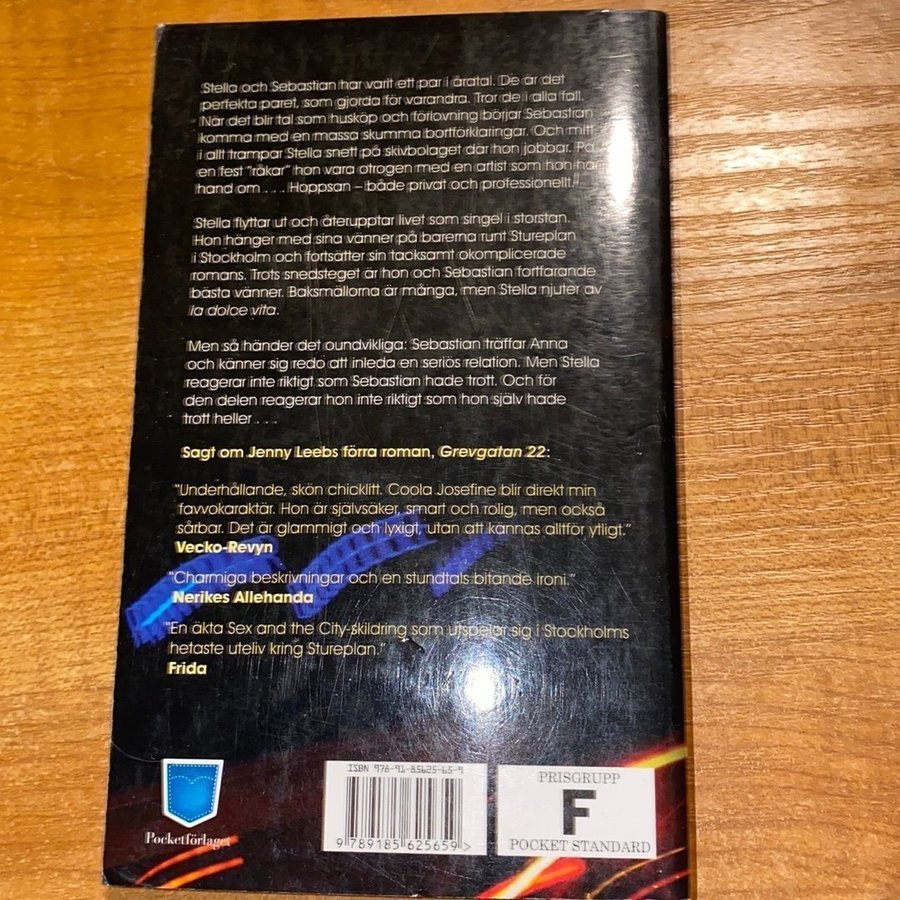 Stella och Sebastian har varit ett par i åratal. De är det
perfekta paret, som gjorda för varandra. Tror de i alla fall.
När det blir tal som husköp och förlovning börjar Sebastian
komma med en massa skumma bortförklaringar. Och mitt
i allt trampar Stella snett på skivbolaget där hon jobbar. På
en fest "råkar" hon vara otrogen med en artist som hon har
hand om . . . Hoppsan – både privat och professionellt!
Stella flyttar ut och återupptar livet som singel i storstan.
Hon hänger med sina vänner på barerna runt Stureplan
i Stockholm och fortsätter sin tacksamt okomplicerade
romans. Trots snedsteget är hon och Sebastian fortfarande
bästa vänner. Baksmällorna är många, men Stella njuter av
la dolce vita.
Men så händer det oundvikliga: Sebastian träffar Anna
och känner sig redo att inleda en seriös relation. Men Stella
reagerar inte riktigt som Sebastian hade trott. Och för
den delen reagerar hon inte riktigt som hon själv hade
trott heller . . .
Sagt om Jenny Leebs förra roman, Grevgatan 22:
"Underhållande, skön chicklitt. Coola Josefine blir direkt min
favvokaraktär. Hon är självsäker, smart och rolig, men också
sårbar. Det är glammigt och lyxigt, utan att kännas alltför ytligt."
Vecko-Revyn
"Charmiga beskrivningar och en stundtals bitande ironi."
Nerikes Allehanda
"En äkta Sex and the City-skildring som utspelar sig i Stockholms
hetaste uteliv kring Stureplan."
Frida
Pocketförlaget
ISBN 978-91-85625-65-9
9 789185 625659 >
PRISGRUPP
F
POCKET STANDARD